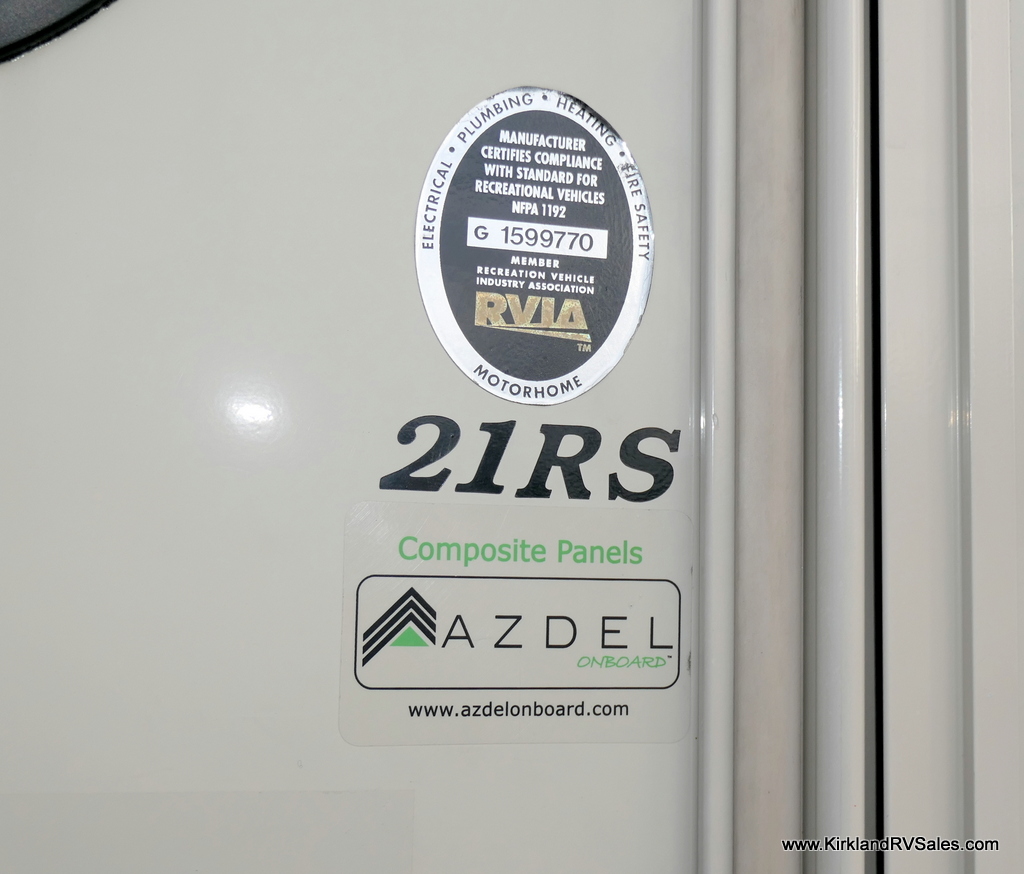 ELECTRICAL • PLUMBING • HEATING • FIRE SAFETY
MANUFACTURER
CERTIFIES COMPLIANCE
WITH STANDARD FOR
RECREATIONAL VEHICLES
NFPA 1192
G 1599770
MEMBER
RECREATION VEHICLE
INDUSTRY ASSOCIATION
RVIA
TM
MOTORHOME
21RS
Composite Panels
AZDEL
ONBOARD™
www.azdelonboard.com
www.KirklandRVSales.com